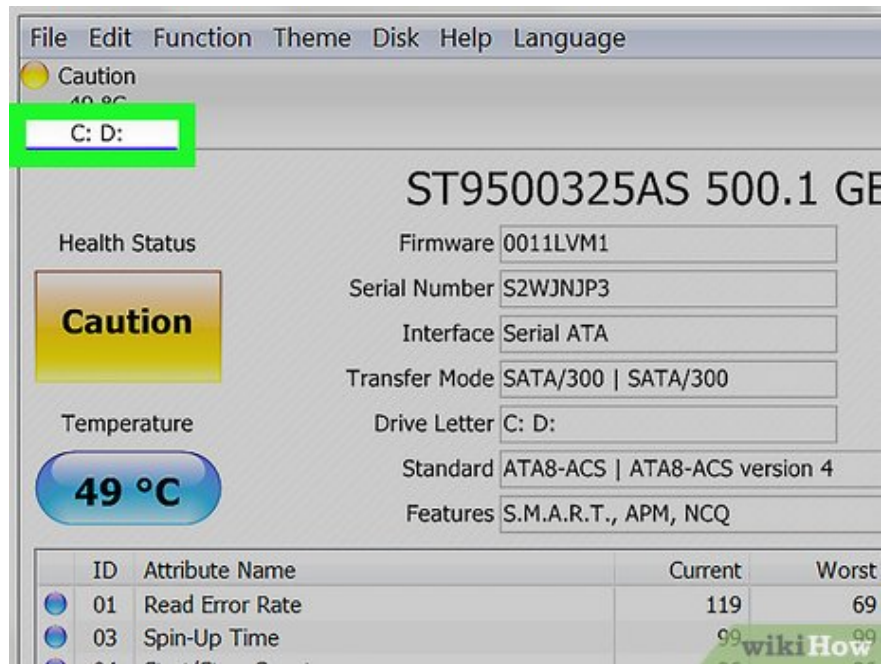 File Edit Function Theme Disk Help Language
Caution
49 °C
C: D:
ST9500325AS 500.1 GB
Health Status
Caution
Temperature
49 °C
Firmware 0011LVM1
Serial Number S2WJNJP3
Interface Serial ATA
Transfer Mode SATA/300 | SATA/300
Drive Letter C: D:
Standard ATA8-ACS | ATA8-ACS version 4
Features S.M.A.R.T., APM, NCQ
ID Attribute Name Current Worst
01 Read Error Rate 119 69
03 Spin-Up Time 99 99
wikiHow